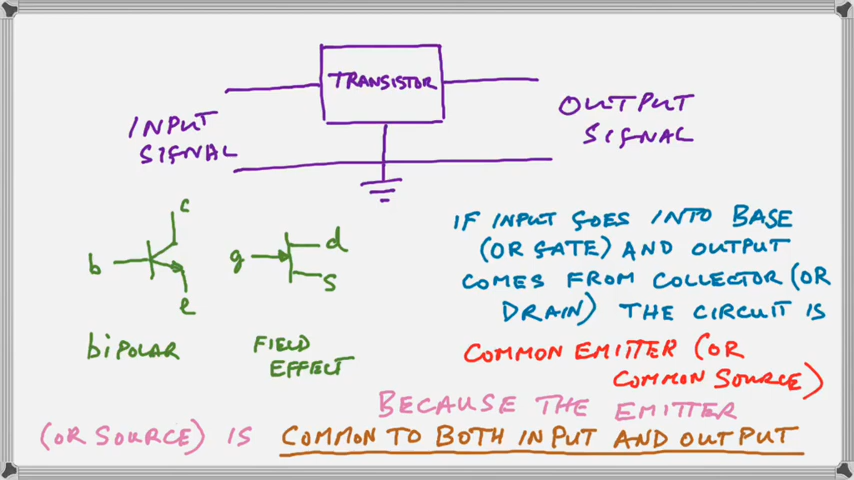 TRANSISTOR
INPUT
SIGNAL
OUTPUT
SIGNAL
c
b
e
g
d
s
bipolar
FIELD
EFFECT
IF INPUT GOES INTO BASE
(OR GATE) AND OUTPUT
COMES FROM COLLECTOR (OR
DRAIN) THE CIRCUIT IS
COMMON EMITTER (OR
COMMON SOURCE)
BECAUSE THE EMITTER
(OR SOURCE) IS COMMON TO BOTH INPUT AND OUTPUT